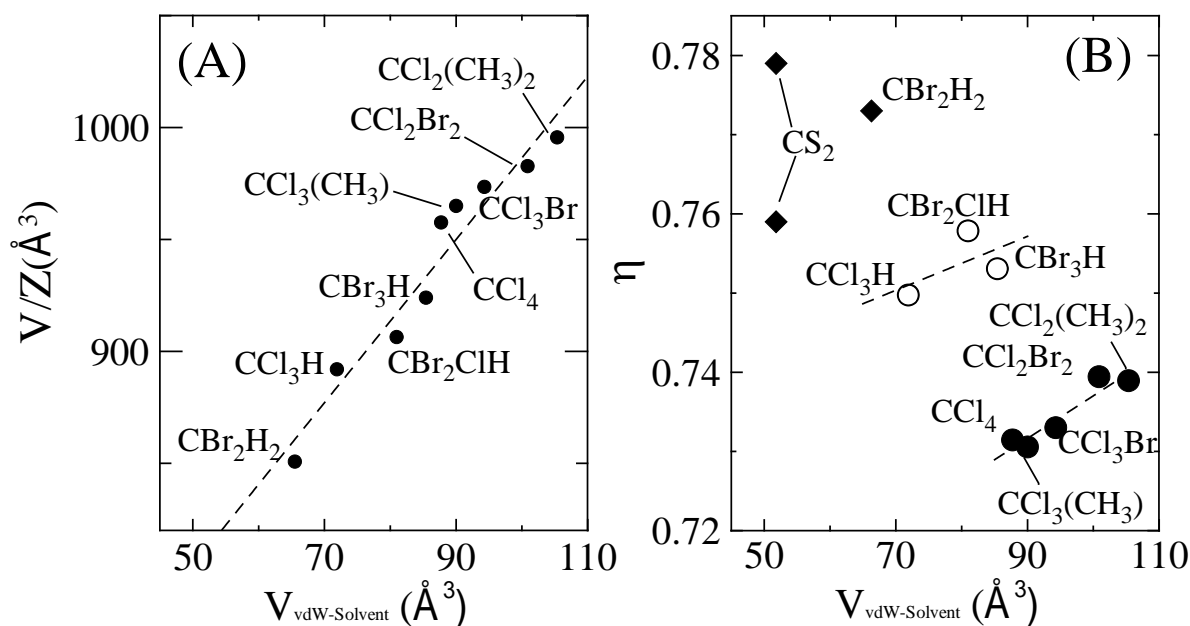 (A)
CCl₂(CH₃)₂
CCl₂Br₂
1000
CCl₃(CH₃)
CCl₃Br
CCl₄
CBr₃H
900
CCl₃H
CBr₂ClH
CBr₂H₂
V/Z(Å³)
50 70 90 110
V_vdW-Solvent (Å³)
(B)
0.78
CBr₂H₂
CS₂
0.76
CBr₂ClH
CBr₃H
CCl₃H
CCl₂(CH₃)₂
CCl₂Br₂
0.74
CCl₄
CCl₃Br
CCl₃(CH₃)
0.72
η
50 70 90 110
V_vdW-Solvent (Å³)